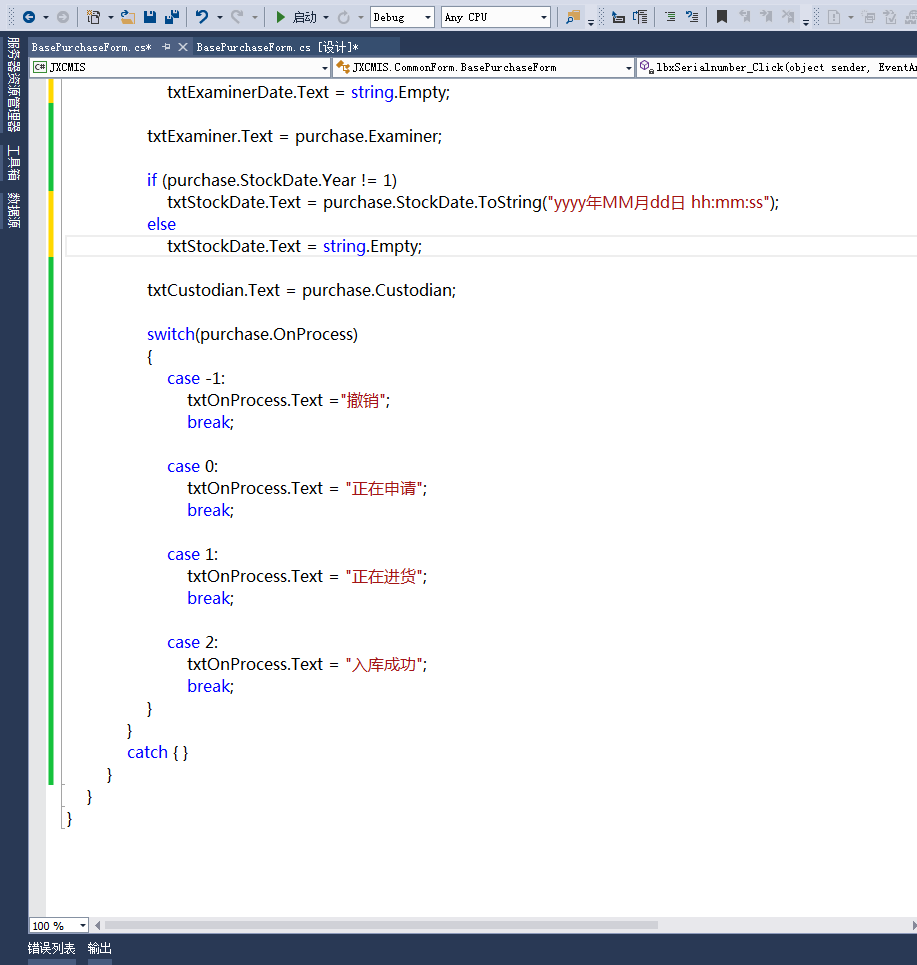 启动 Debug Any CPU
BasePurchaseForm.cs* BasePurchaseForm.cs [设计]*
JXCMIS JXCMIS.CommonForm.BasePurchaseForm lbxSerialnumber_Click(object sender, EventAr
服务器资源管理器
工具箱
数据源
txtExaminerDate.Text = string.Empty;
txtExaminer.Text = purchase.Examiner;
if (purchase.StockDate.Year != 1)
txtStockDate.Text = purchase.StockDate.ToString("yyyy年MM月dd日 hh:mm:ss");
else
txtStockDate.Text = string.Empty;
txtCustodian.Text = purchase.Custodian;
switch(purchase.OnProcess)
{
case -1:
txtOnProcess.Text ="撤销";
break;
case 0:
txtOnProcess.Text = "正在申请";
break;
case 1:
txtOnProcess.Text = "正在进货";
break;
case 2:
txtOnProcess.Text = "入库成功";
break;
}
}
catch { }
}
}
}
100 %
错误列表 输出